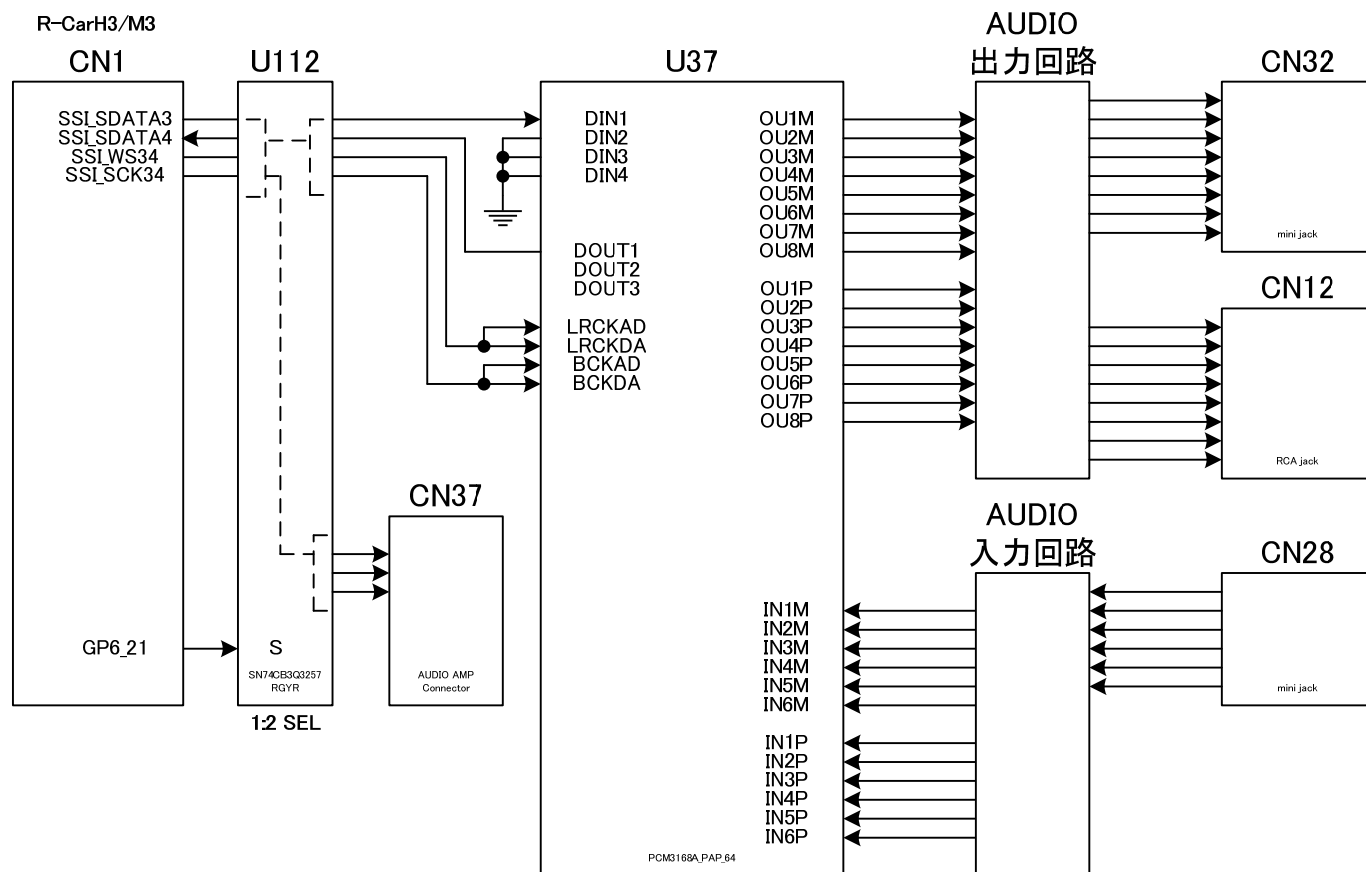 R-CarH3/M3
CN1
SSI_SDATA3
SSI_SDATA4
SSI_WS34
SSI_SCK34
GP6_21
U112
S
SN74CB3Q3257
RGYR
1:2 SEL
CN37
AUDIO AMP
Connector
U37
DIN1
DIN2
DIN3
DIN4
DOUT1
DOUT2
DOUT3
LRCKAD
LRCKDA
BCKAD
BCKDA
OU1M
OU2M
OU3M
OU4M
OU5M
OU6M
OU7M
OU8M
OU1P
OU2P
OU3P
OU4P
OU5P
OU6P
OU7P
OU8P
IN1M
IN2M
IN3M
IN4M
IN5M
IN6M
IN1P
IN2P
IN3P
IN4P
IN5P
IN6P
PCM3168A_PAP_64
AUDIO
出力回路
CN32
mini jack
CN12
RCA jack
AUDIO
入力回路
CN28
mini jack